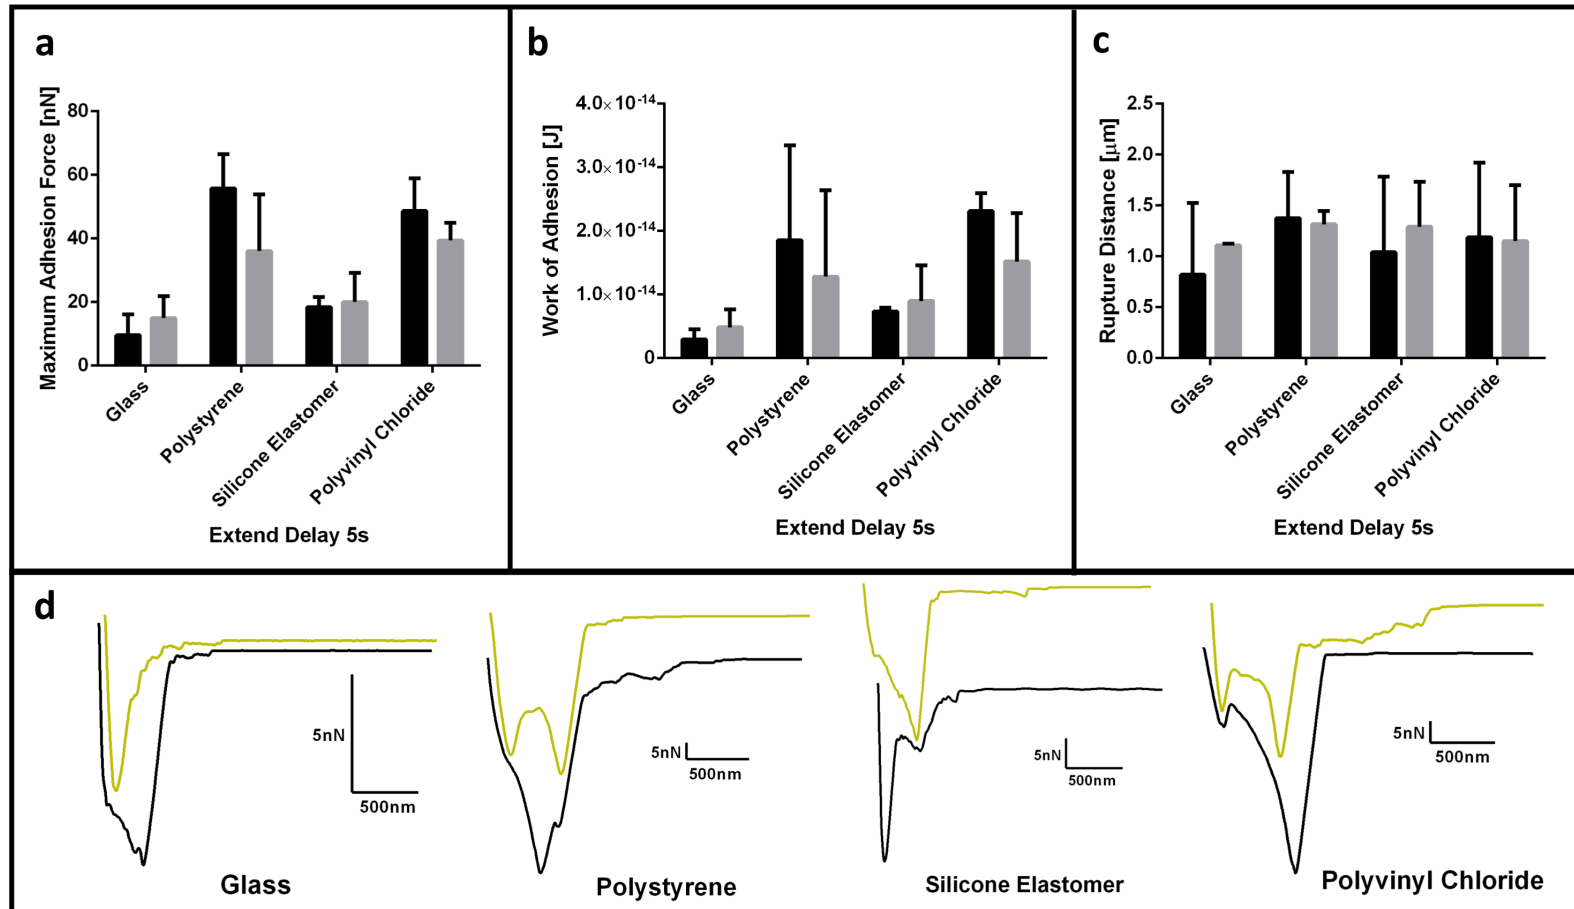 a
Maximum Adhesion Force [nN]
80
60
40
20
0
Glass
Polystyrene
Silicone Elastomer
Polyvinyl Chloride
Extend Delay 5s
b
Work of Adhesion [J]
4.0×10⁻¹⁴
3.0×10⁻¹⁴
2.0×10⁻¹⁴
1.0×10⁻¹⁴
0
Glass
Polystyrene
Silicone Elastomer
Polyvinyl Chloride
Extend Delay 5s
c
Rupture Distance [μm]
2.5
2.0
1.5
1.0
0.5
0.0
Glass
Polystyrene
Silicone Elastomer
Polyvinyl Chloride
Extend Delay 5s
d
5nN
500nm
Glass
5nN
500nm
Polystyrene
5nN
500nm
Silicone Elastomer
5nN
500nm
Polyvinyl Chloride